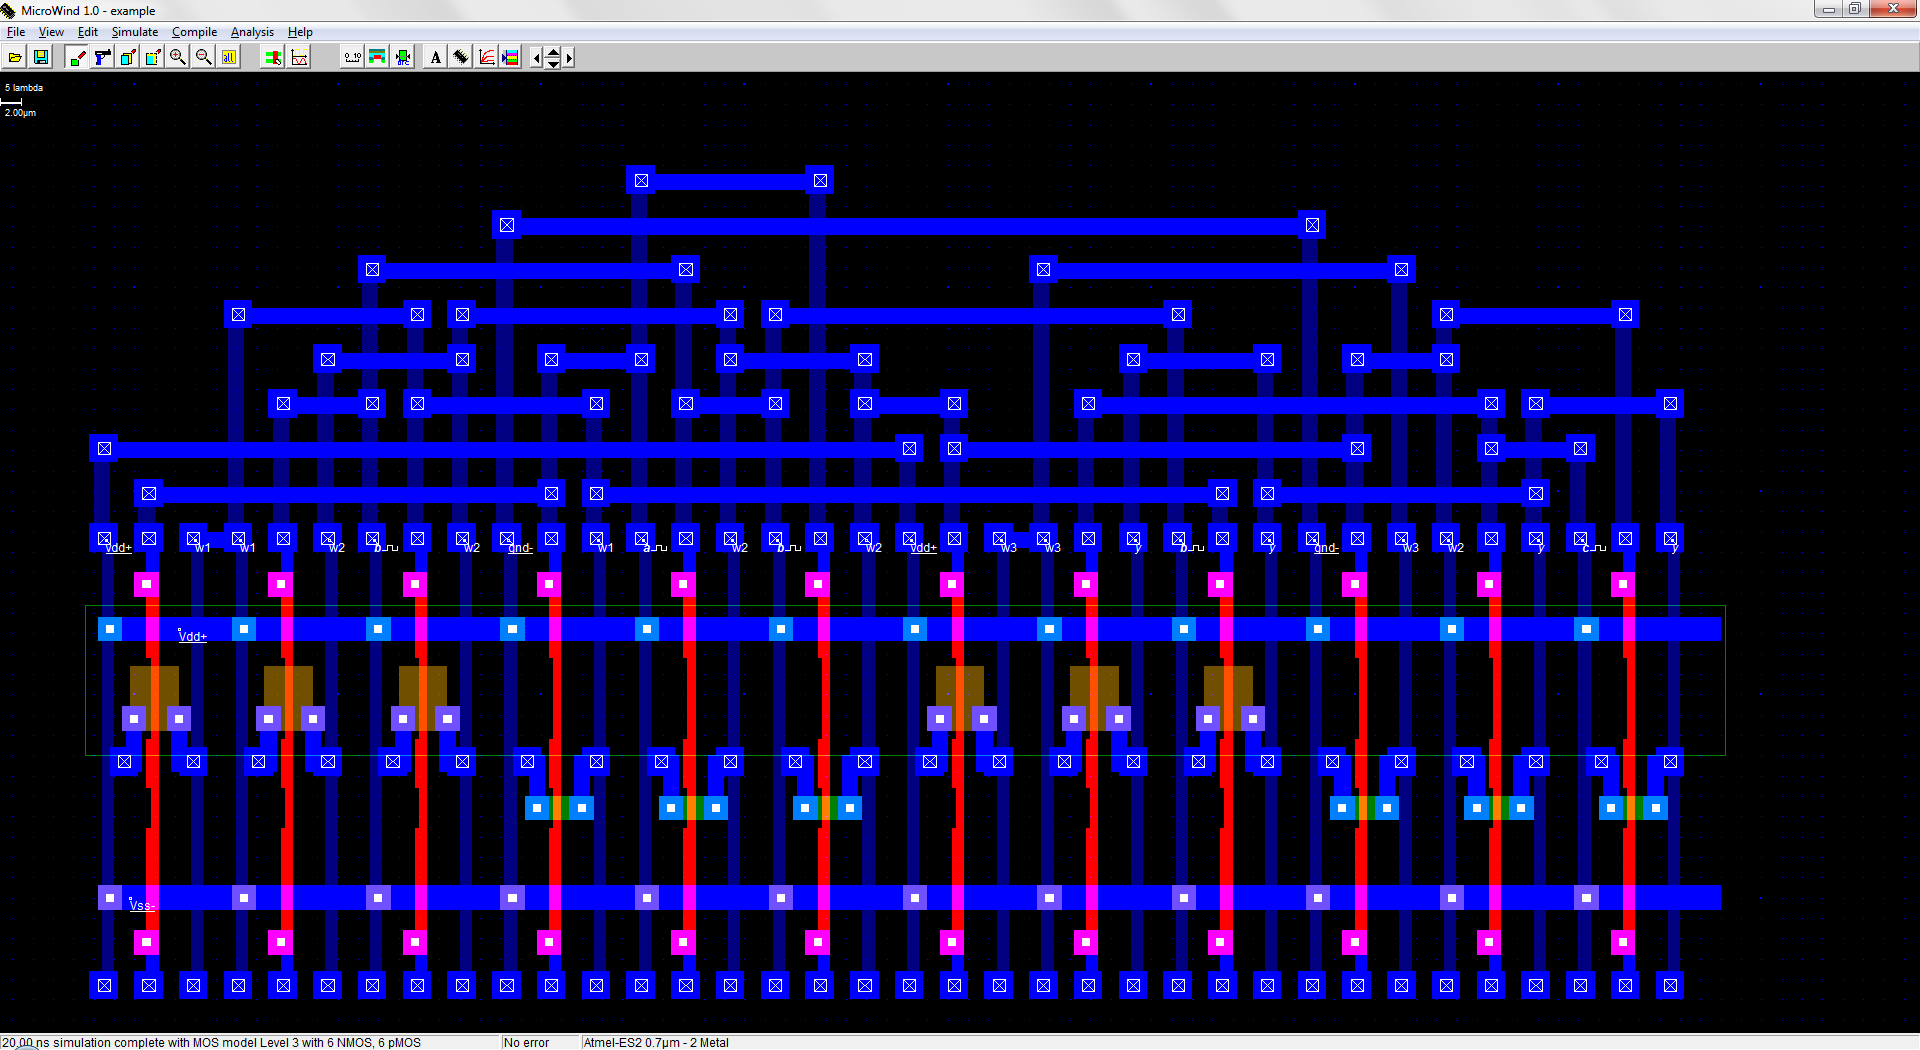 MicroWind 1.0 - example
File View Edit Simulate Compile Analysis Help
all A
5 lambda
2.00µm
vdd+ w1 w1 w2 b w2 gnd- w1 a w2 b w2 vdd+ w3 w3 y b y gnd- w3 w2 y c y
Vdd+
Vss-
20.00 ns simulation complete with MOS model Level 3 with 6 NMOS, 6 pMOS No error Atmel-ES2 0.7µm - 2 Metal